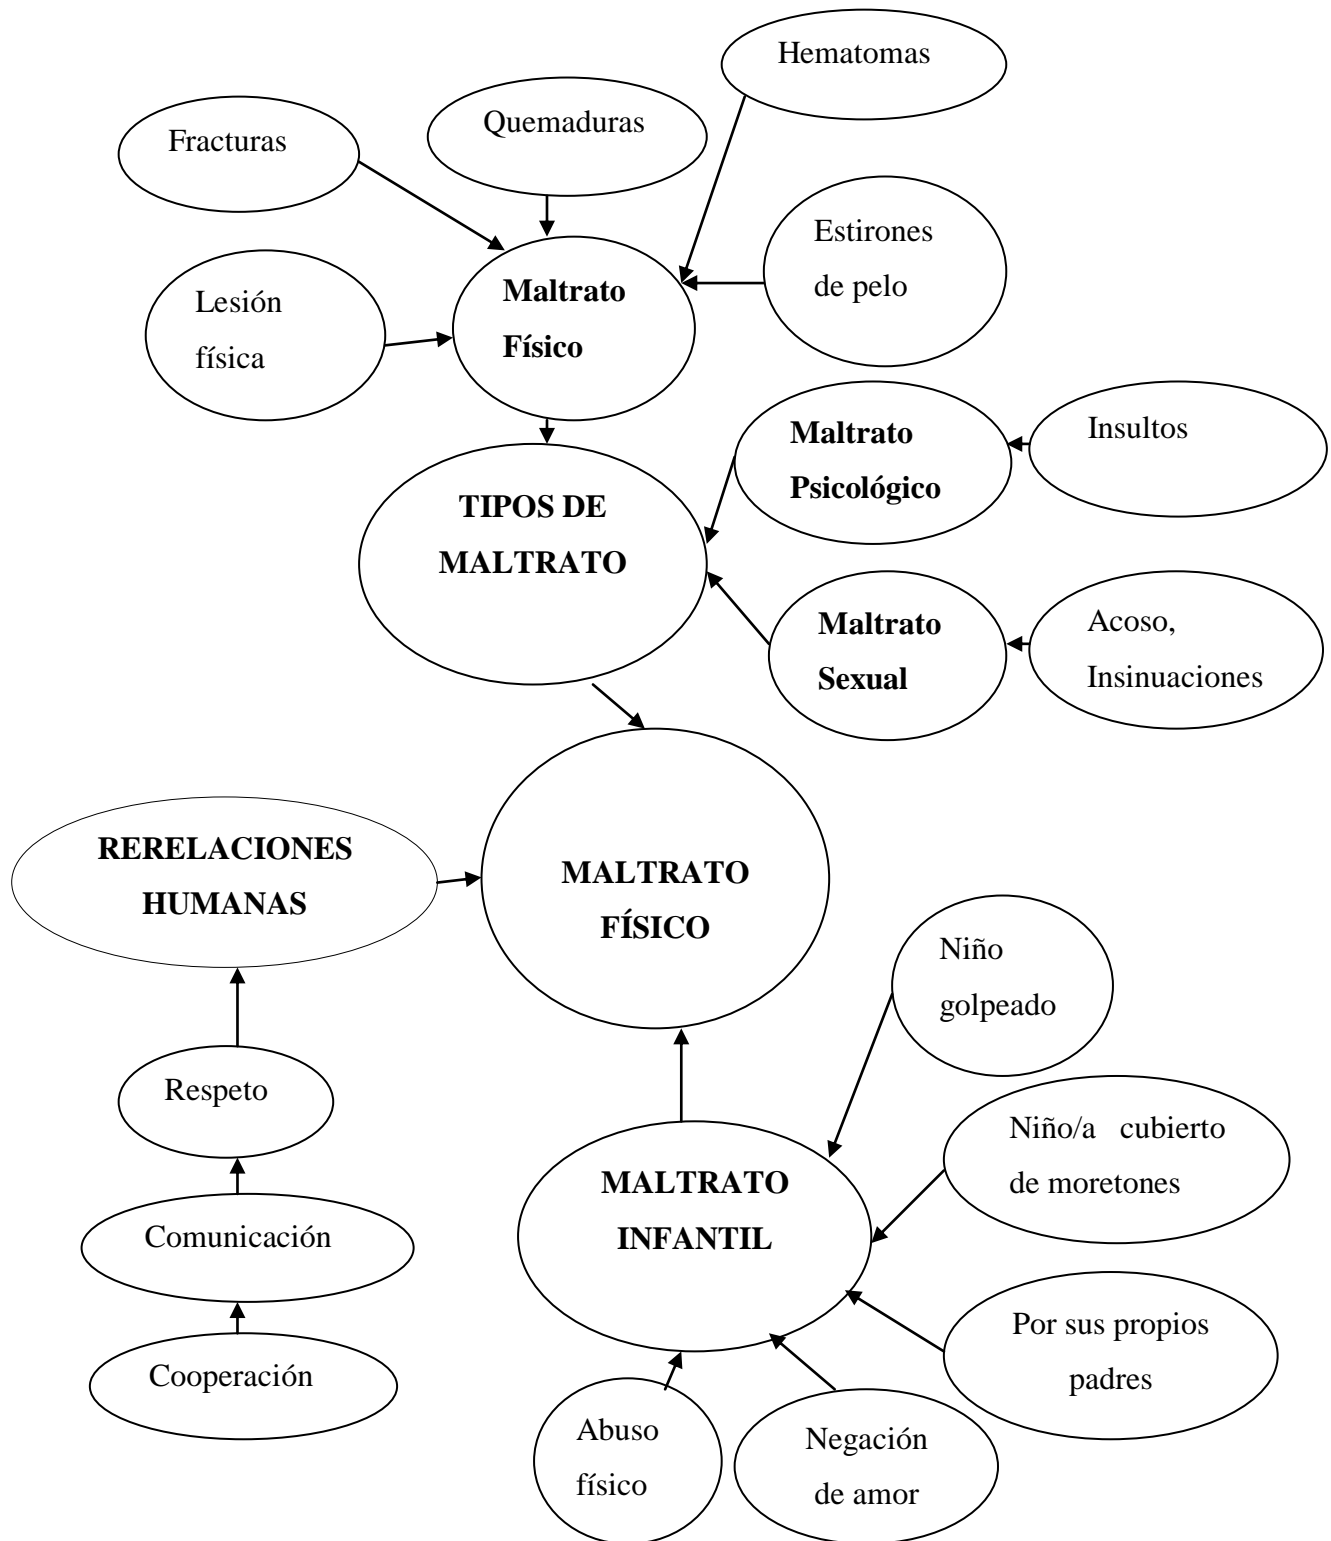 Hematomas
Quemaduras
Fracturas
Estirones
de pelo
Lesión
física
Maltrato
Físico
Maltrato
Psicológico
Insultos
TIPOS DE
MALTRATO
Maltrato
Sexual
Acoso,
Insinuaciones
RERELACIONES
HUMANAS
MALTRATO
FÍSICO
Niño
golpeado
Respeto
Niño/a cubierto
de moretones
MALTRATO
INFANTIL
Comunicación
Por sus propios
padres
Cooperación
Abuso
físico
Negación
de amor